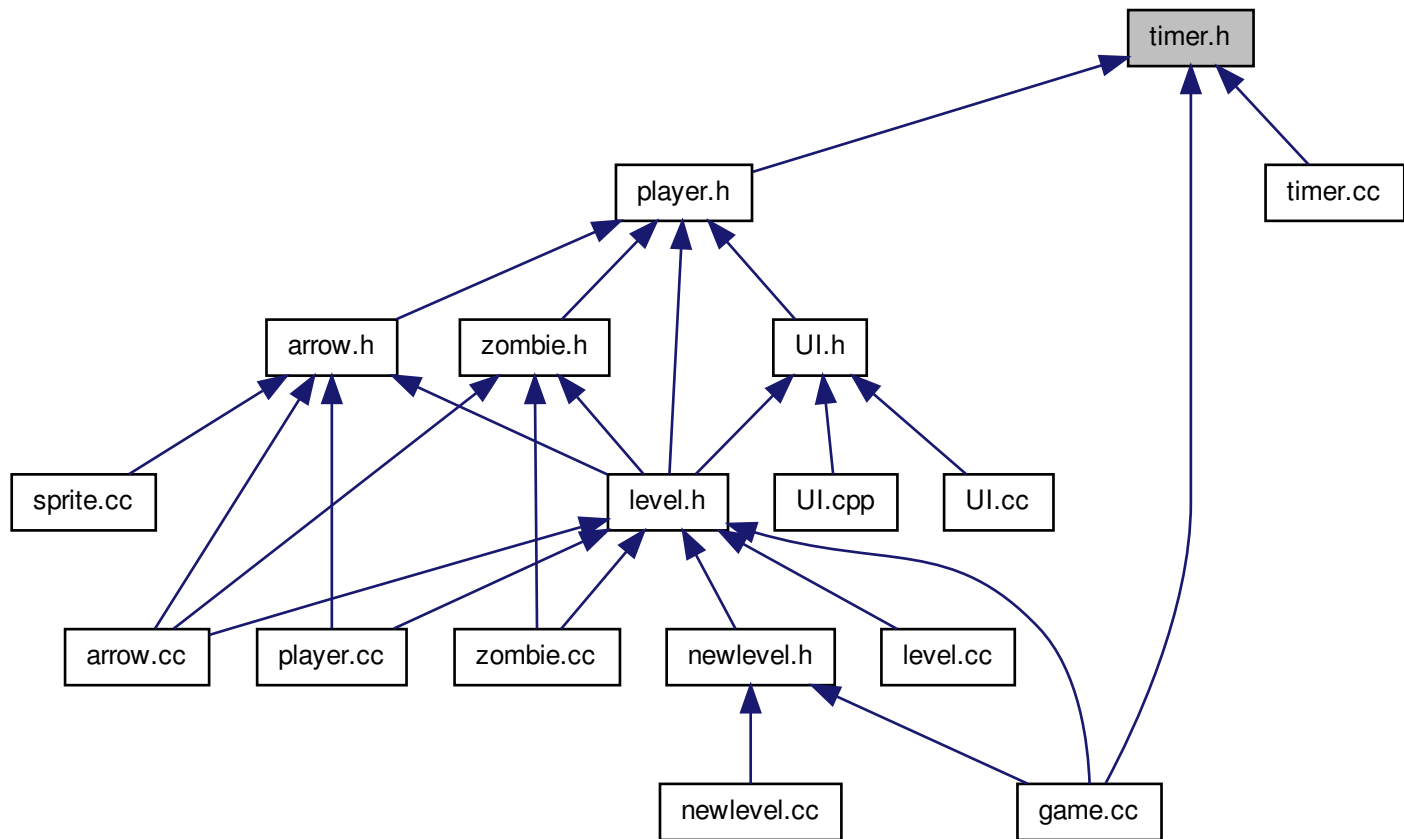 timer.h
player.h
timer.cc
arrow.h
zombie.h
UI.h
sprite.cc
level.h
UI.cpp
UI.cc
arrow.cc
player.cc
zombie.cc
newlevel.h
level.cc
newlevel.cc
game.cc